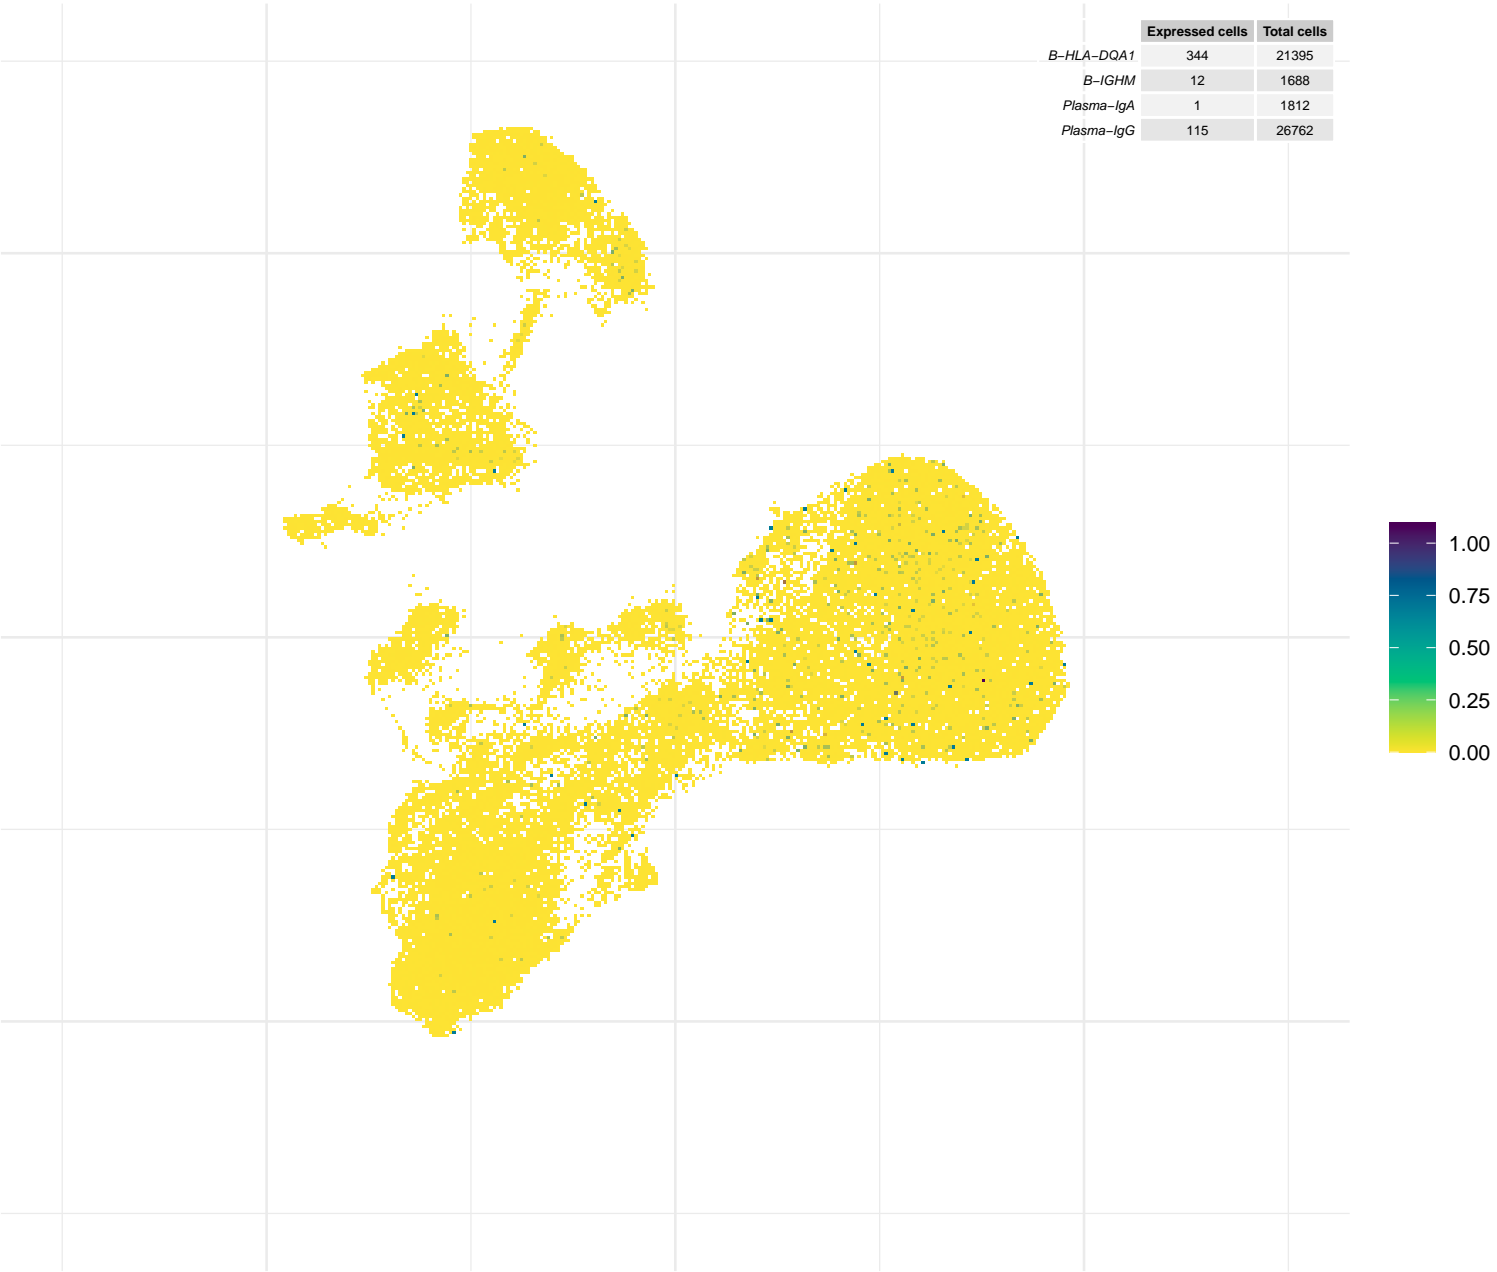 Expressed cells Total cells
B−HLA−DQA1 344 21395
B−IGHM 12 1688
Plasma−IgA 1 1812
Plasma−IgG 115 26762
1.00
0.75
0.50
0.25
0.00